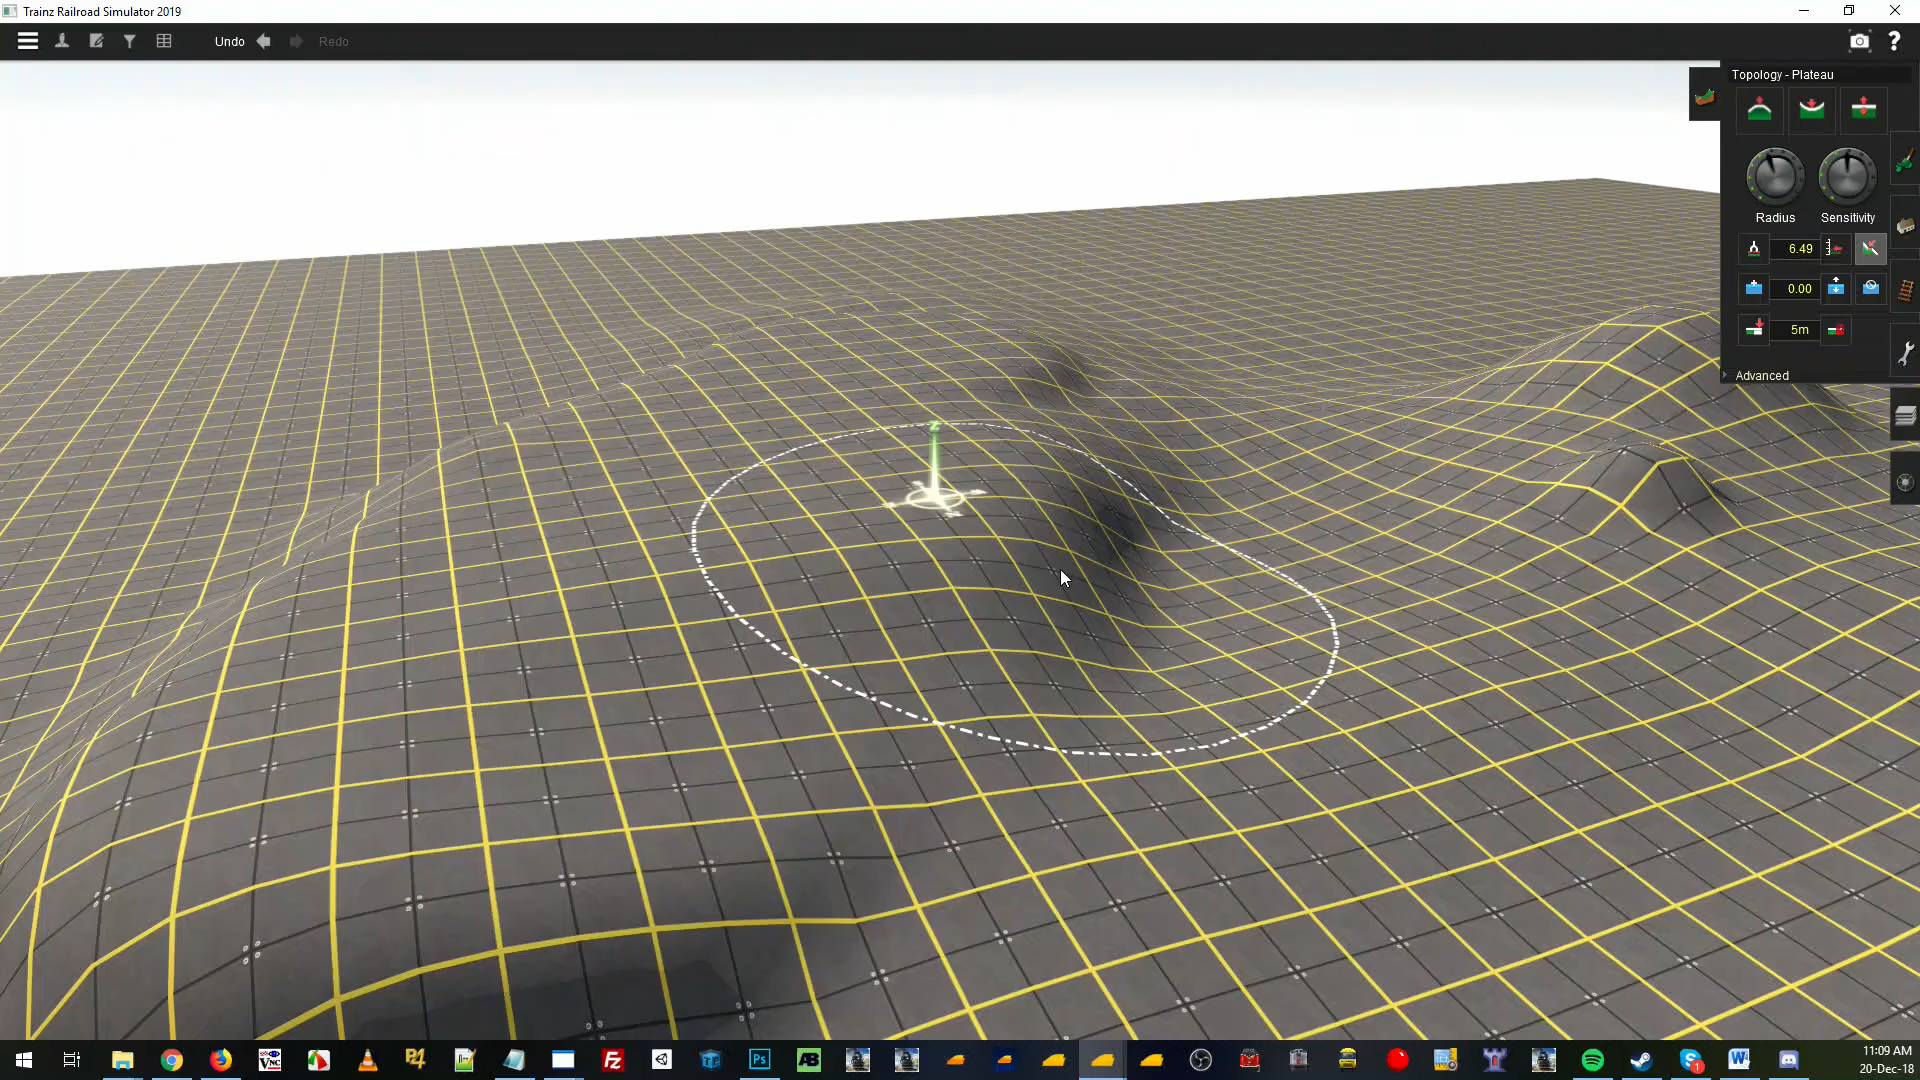 Trainz Railroad Simulator 2019
Undo
Redo
Topology - Plateau
Radius
Sensitivity
6.49
0.00
5m
Advanced
11:09 AM
20-Dec-18